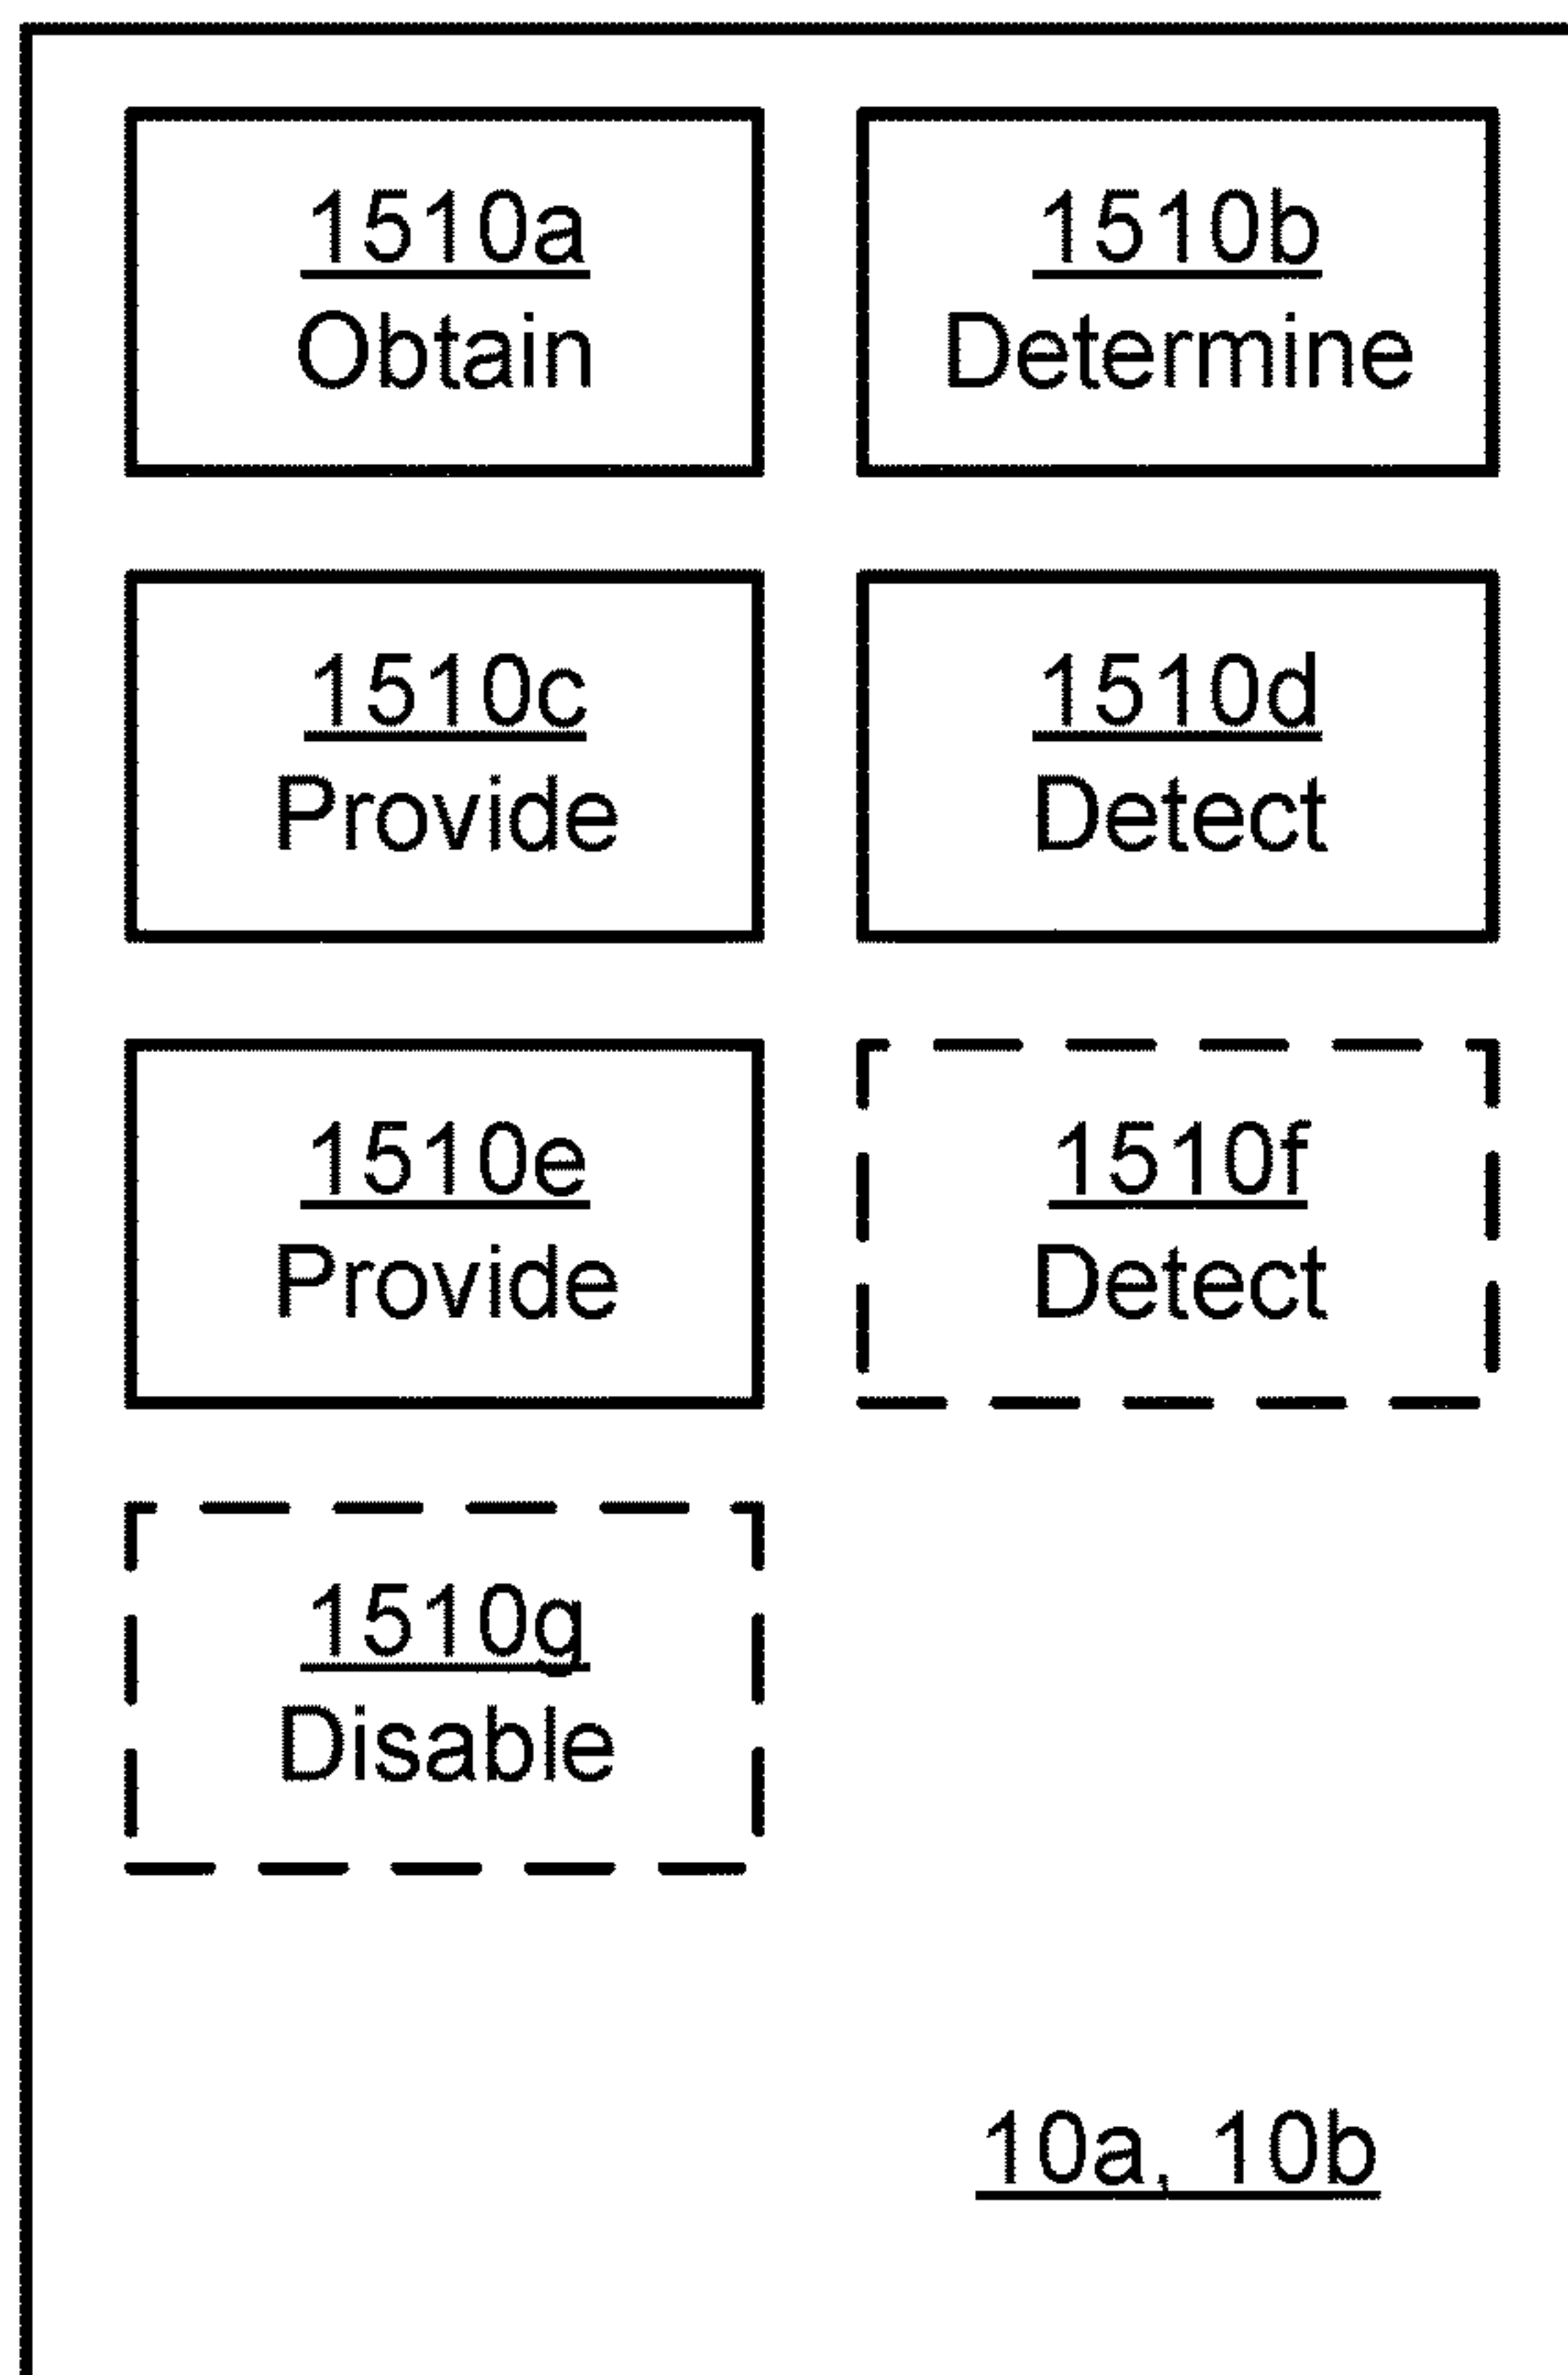 1510a
Obtain
1510b
Determine
1510c
Provide
1510d
Detect
1510e
Provide
1510f
Detect
1510g
Disable
10a, 10b